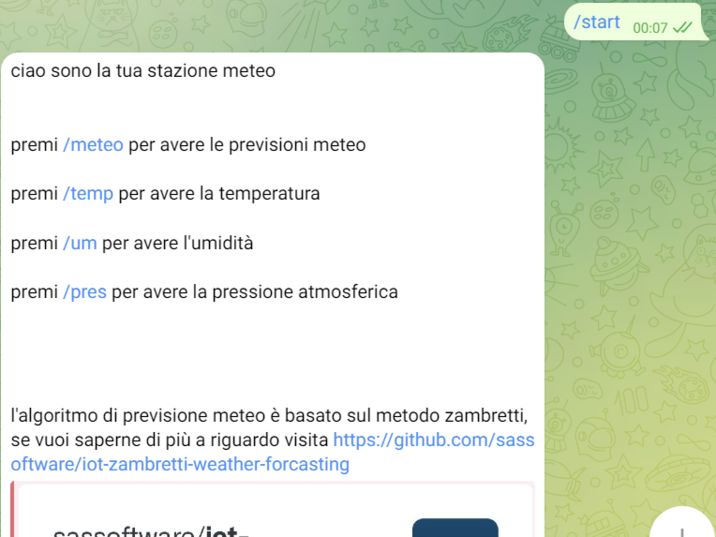 /start 00:07
ciao sono la tua stazione meteo
premi /meteo per avere le previsioni meteo
premi /temp per avere la temperatura
premi /um per avere l'umidità
premi /pres per avere la pressione atmosferica
l'algoritmo di previsione meteo è basato sul metodo zambretti,
se vuoi saperne di più a riguardo visita https://github.com/sass
oftware/iot-zambretti-weather-forcasting
sassoftware/iot-